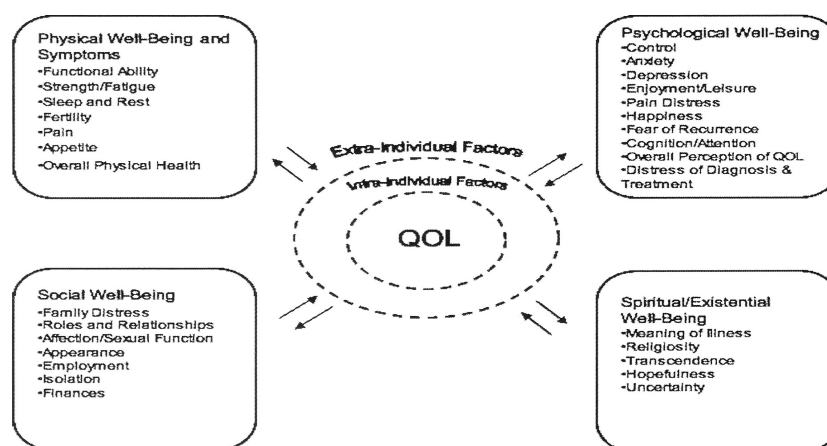 Physical Well-Being and
Symptoms
•Functional Ability
•Strength/Fatigue
•Sleep and Rest
•Fertility
•Pain
•Appetite
•Overall Physical Health
Psychological Well-Being
•Control
•Anxiety
•Depression
•Enjoyment/Leisure
•Pain Distress
•Happiness
•Fear of Recurrence
•Cognition/Attention
•Overall Perception of QOL
•Distress of Diagnosis &
Treatment
Extra-Individual Factors
Intra-Individual Factors
QOL
Social Well-Being
•Family Distress
•Roles and Relationships
•Affection/Sexual Function
•Appearance
•Employment
•Isolation
•Finances
Spiritual/Existential
Well-Being
•Meaning of Illness
•Religiosity
•Transcendence
•Hopefulness
•Uncertainty